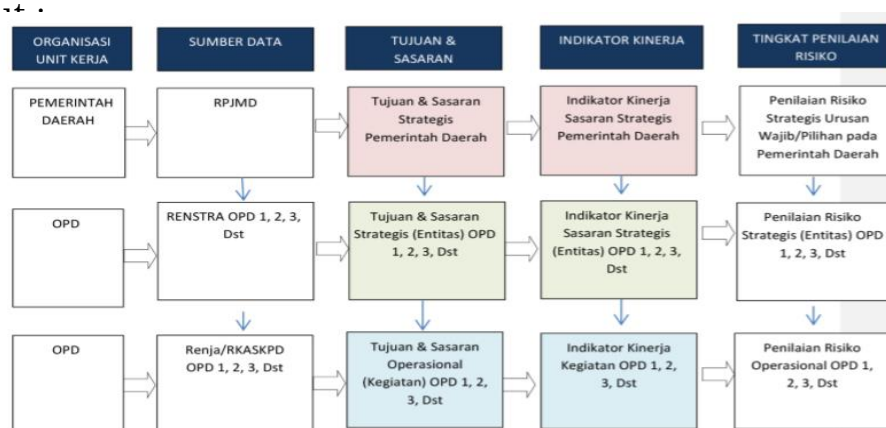 ORGANISASI
UNIT KERJA
SUMBER DATA
TUJUAN &
SASARAN
INDIKATOR KINERJA
TINGKAT PENILAIAN
RISIKO
PEMERINTAH
DAERAH
RPJMD
Tujuan & Sasaran
Strategis
Pemerintah Daerah
Indikator Kinerja
Sasaran Strategis
Pemerintah Daerah
Penilaian Risiko
Strategis Urusan
Wajib/Pilihan pada
Pemerintah Daerah
OPD
RENSTRA OPD 1, 2, 3,
Dst
Tujuan & Sasaran
Strategis (Entitas) OPD
1, 2, 3, Dst
Indikator Kinerja
Sasaran Strategis
(Entitas) OPD 1, 2, 3,
Dst
Penilaian Risiko
Strategis (Entitas) OPD
1, 2, 3, Dst
OPD
Renja/RKASKPD
OPD 1, 2, 3, Dst
Tujuan & Sasaran
Operasional
(Kegiatan) OPD 1, 2,
3, Dst
Indikator Kinerja
Kegiatan OPD 1, 2,
3, Dst
Penilaian Risiko
Operasional OPD 1,
2, 3, Dst